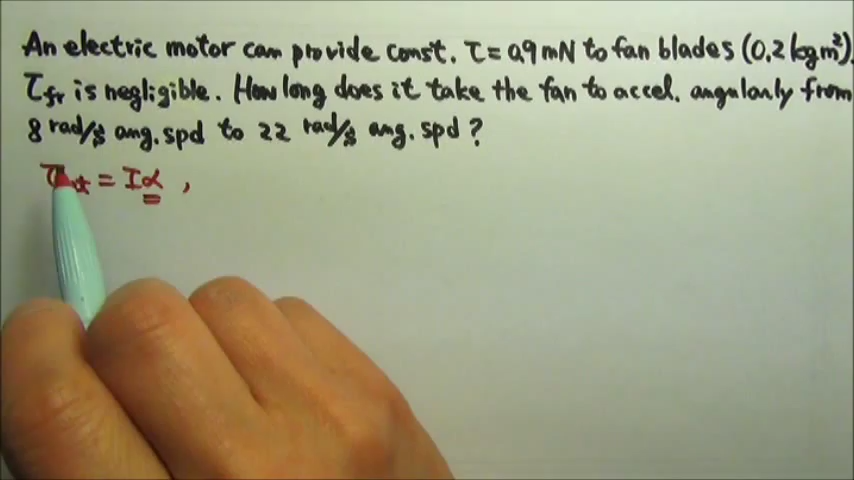 An electric motor can provide const. τ = 0.9 mN to fan blades (0.2 kg m²).
τfr is negligible. How long does it take the fan to accel. angularly from
8 rad/s ang. spd to 22 rad/s ang. spd ?
= Iα ,